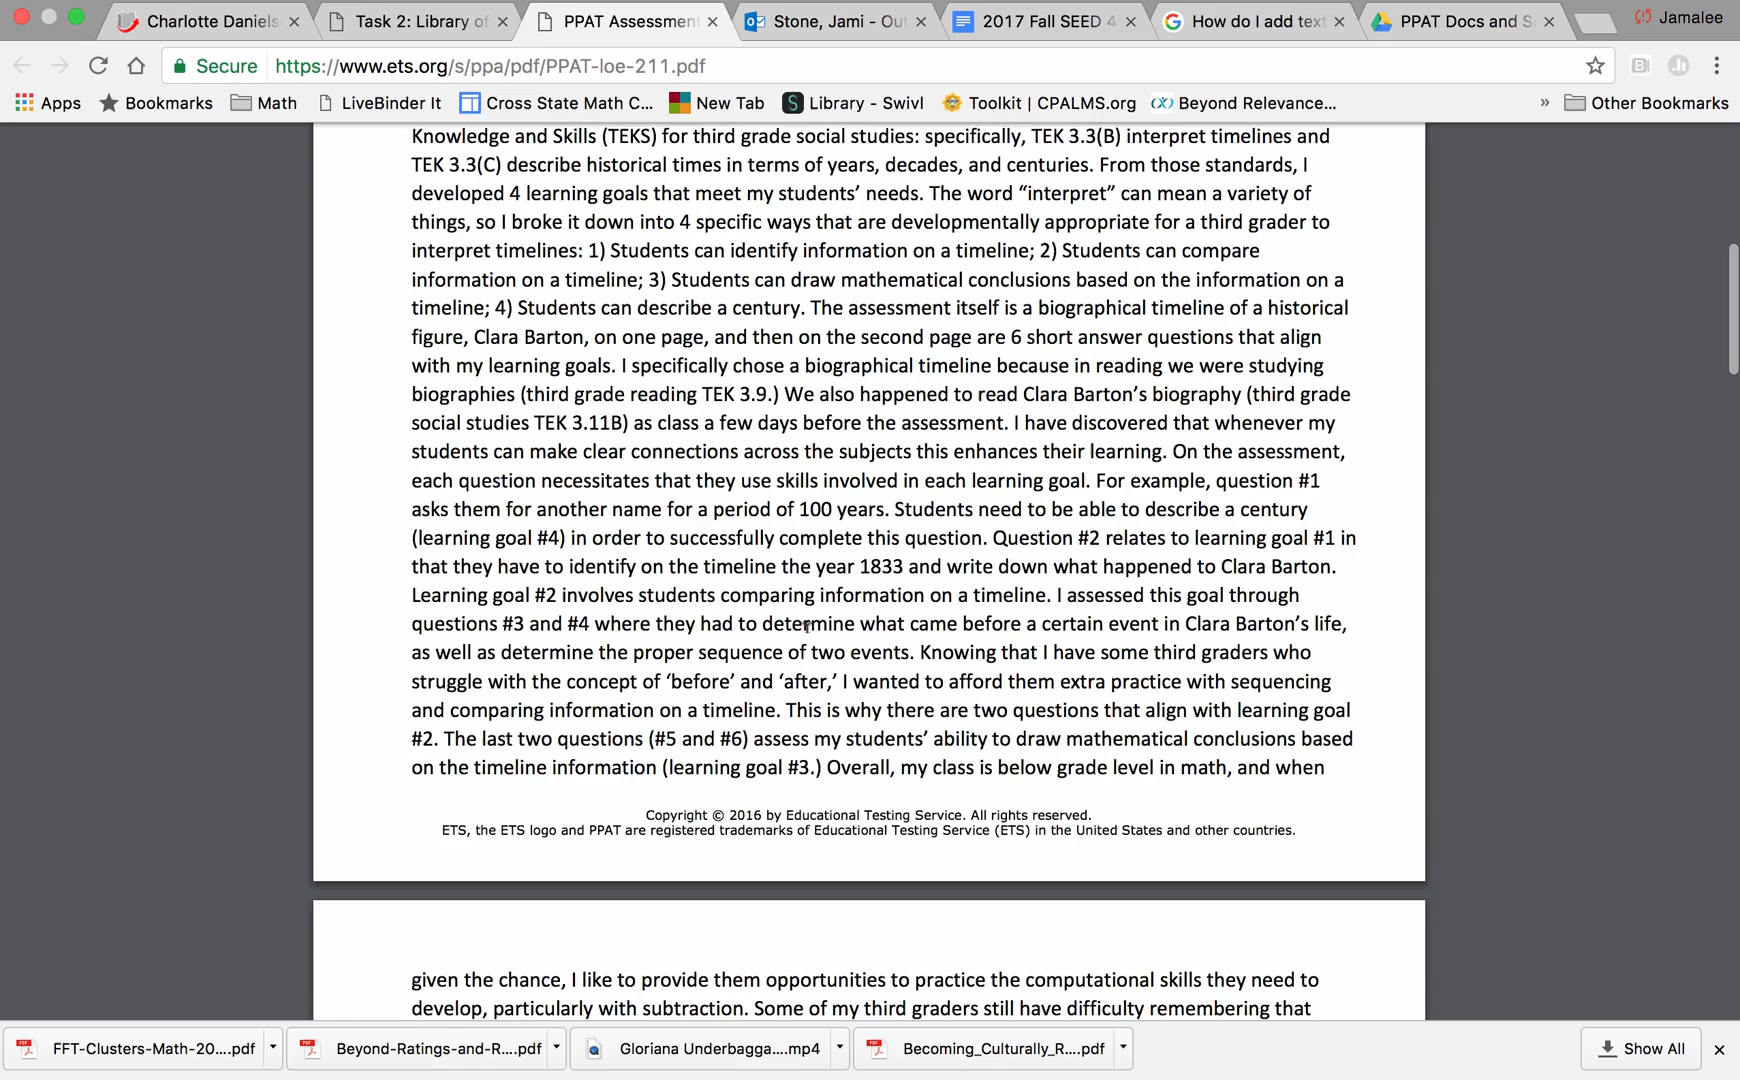 Charlotte Daniels
Task 2: Library of
PPAT Assessment
Stone, Jami - Out
2017 Fall SEED 4
How do I add text
PPAT Docs and S
Jamalee
Secure
https://www.ets.org/s/ppa/pdf/PPAT-loe-211.pdf
Apps
Bookmarks
Math
LiveBinder It
Cross State Math C...
New Tab
Library - Swivl
Toolkit | CPALMS.org
Beyond Relevance...
»
Other Bookmarks
Knowledge and Skills (TEKS) for third grade social studies: specifically, TEK 3.3(B) interpret timelines and
TEK 3.3(C) describe historical times in terms of years, decades, and centuries. From those standards, I
developed 4 learning goals that meet my students’ needs. The word “interpret” can mean a variety of
things, so I broke it down into 4 specific ways that are developmentally appropriate for a third grader to
interpret timelines: 1) Students can identify information on a timeline; 2) Students can compare
information on a timeline; 3) Students can draw mathematical conclusions based on the information on a
timeline; 4) Students can describe a century. The assessment itself is a biographical timeline of a historical
figure, Clara Barton, on one page, and then on the second page are 6 short answer questions that align
with my learning goals. I specifically chose a biographical timeline because in reading we were studying
biographies (third grade reading TEK 3.9.) We also happened to read Clara Barton’s biography (third grade
social studies TEK 3.11B) as class a few days before the assessment. I have discovered that whenever my
students can make clear connections across the subjects this enhances their learning. On the assessment,
each question necessitates that they use skills involved in each learning goal. For example, question #1
asks them for another name for a period of 100 years. Students need to be able to describe a century
(learning goal #4) in order to successfully complete this question. Question #2 relates to learning goal #1 in
that they have to identify on the timeline the year 1833 and write down what happened to Clara Barton.
Learning goal #2 involves students comparing information on a timeline. I assessed this goal through
questions #3 and #4 where they had to determine what came before a certain event in Clara Barton’s life,
as well as determine the proper sequence of two events. Knowing that I have some third graders who
struggle with the concept of ‘before’ and ‘after,’ I wanted to afford them extra practice with sequencing
and comparing information on a timeline. This is why there are two questions that align with learning goal
#2. The last two questions (#5 and #6) assess my students’ ability to draw mathematical conclusions based
on the timeline information (learning goal #3.) Overall, my class is below grade level in math, and when
Copyright © 2016 by Educational Testing Service. All rights reserved.
ETS, the ETS logo and PPAT are registered trademarks of Educational Testing Service (ETS) in the United States and other countries.
given the chance, I like to provide them opportunities to practice the computational skills they need to
develop, particularly with subtraction. Some of my third graders still have difficulty remembering that
FFT-Clusters-Math-20....pdf
Beyond-Ratings-and-R....pdf
Gloriana Underbagga....mp4
Becoming_Culturally_R....pdf
Show All